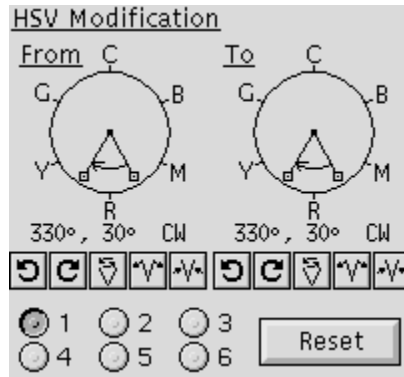 HSV Modification
From To
C C
G B G B
Y M Y M
R R
330°, 30° CW 330°, 30° CW
1 2 3
4 5 6
Reset